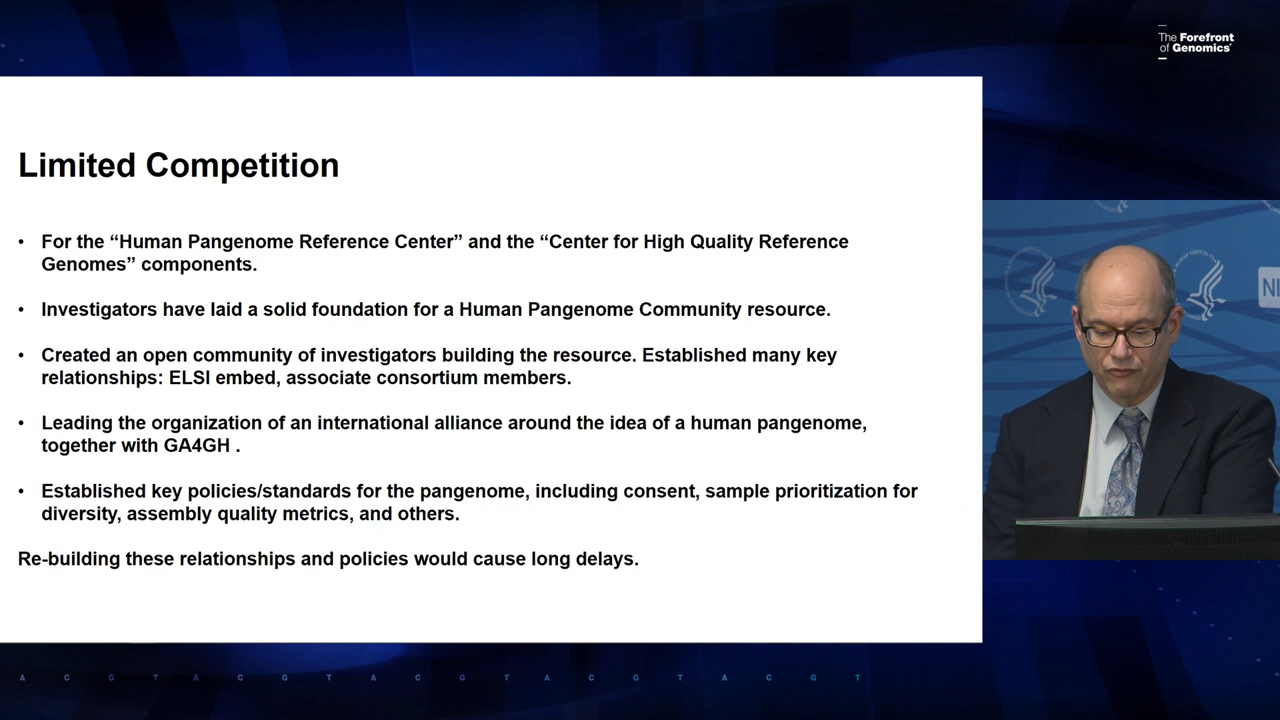 The Forefront
of Genomics®
Limited Competition
• For the “Human Pangenome Reference Center” and the “Center for High Quality Reference
Genomes” components.
• Investigators have laid a solid foundation for a Human Pangenome Community resource.
• Created an open community of investigators building the resource. Established many key
relationships: ELSI embed, associate consortium members.
• Leading the organization of an international alliance around the idea of a human pangenome,
together with GA4GH .
• Established key policies/standards for the pangenome, including consent, sample prioritization for
diversity, assembly quality metrics, and others.
Re-building these relationships and policies would cause long delays.
NI
A C G T A C G T A C G T A C G T A C G T